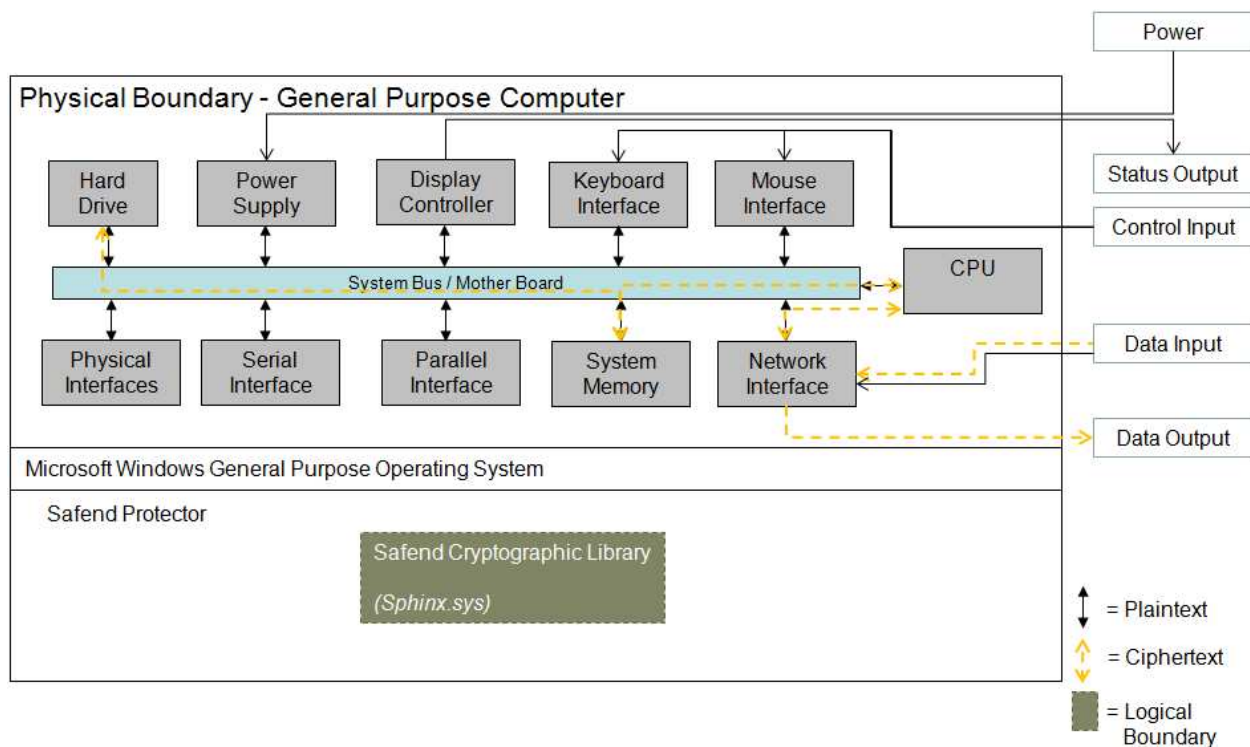 Power
Physical Boundary - General Purpose Computer
Hard
Drive
Power
Supply
Display
Controller
Keyboard
Interface
Mouse
Interface
Status Output
Control Input
System Bus / Mother Board
CPU
Physical
Interfaces
Serial
Interface
Parallel
Interface
System
Memory
Network
Interface
Data Input
Data Output
Microsoft Windows General Purpose Operating System
Safend Protector
Safend Cryptographic Library
(Sphinx.sys)
= Plaintext
= Ciphertext
= Logical
Boundary